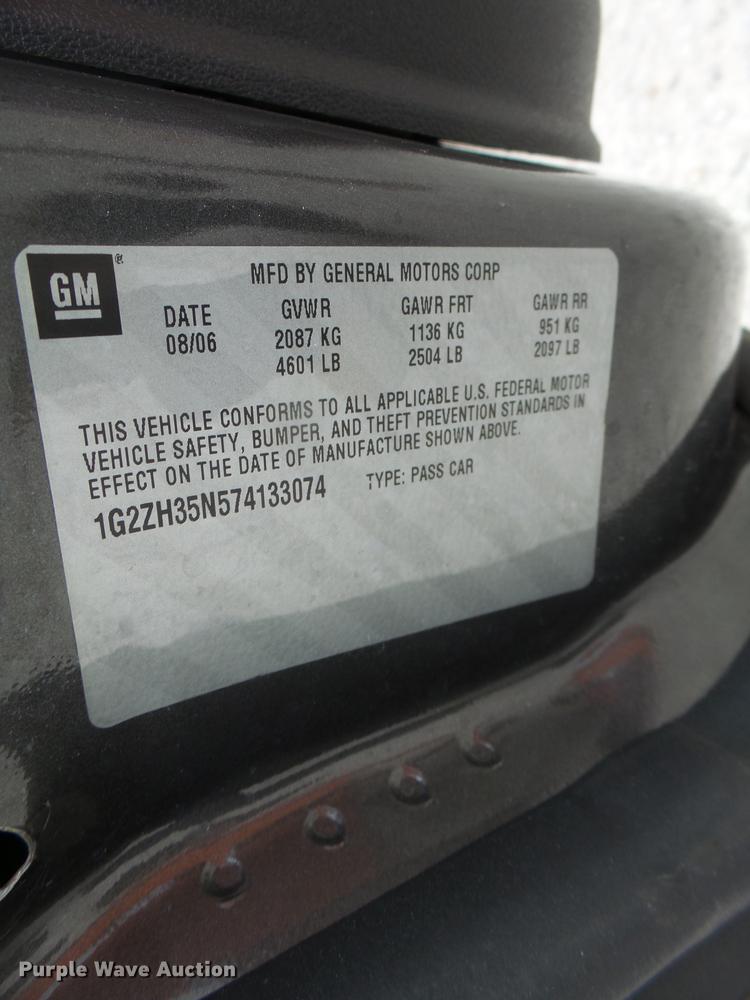 GM
MFD BY GENERAL MOTORS CORP
DATE GVWR GAWR FRT GAWR RR
08/06 2087 KG 1136 KG 951 KG
4601 LB 2504 LB 2097 LB
THIS VEHICLE CONFORMS TO ALL APPLICABLE U.S. FEDERAL MOTOR
VEHICLE SAFETY, BUMPER, AND THEFT PREVENTION STANDARDS IN
EFFECT ON THE DATE OF MANUFACTURE SHOWN ABOVE.
1G2ZH35N574133074 TYPE: PASS CAR
Purple Wave Auction